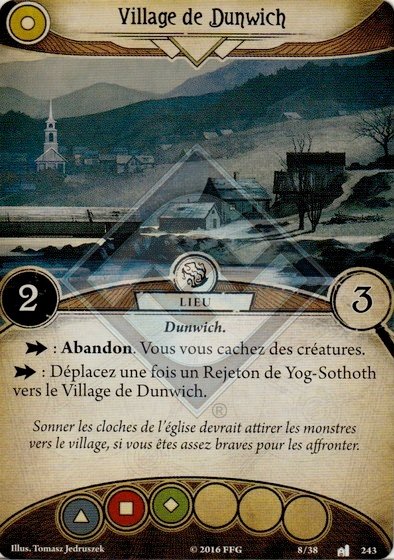 Village de Dunwich
2
LIEU
3
Dunwich.
: Abandon. Vous vous cachez des créatures.
: Déplacez une fois un Rejeton de Yog-Sothoth
vers le Village de Dunwich.
®
Sonner les cloches de l'église devrait attirer les monstres
vers le village, si vous êtes assez braves pour les affronter.
Illus. Tomasz Jedruszek
© 2016 FFG
8/38
243